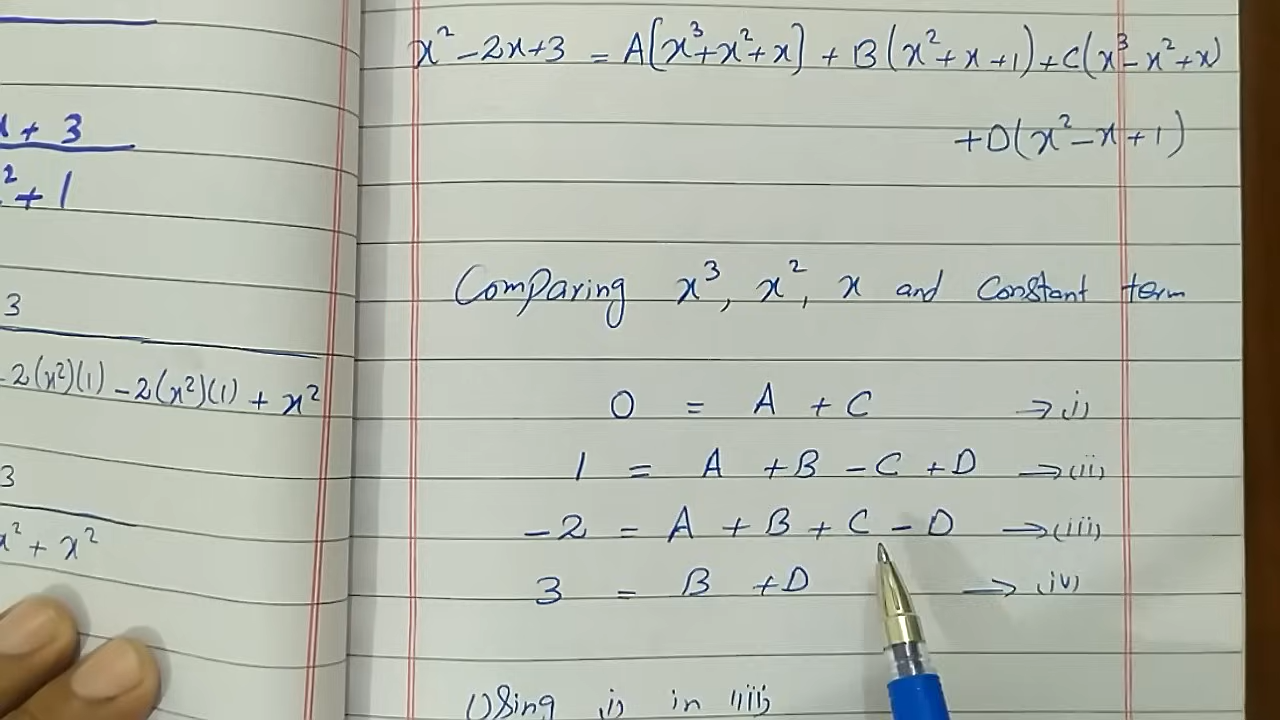 x + 3
² + 1
3
- 2(x²)(1) - 2(x²)(1) + x²
3
x² + x²
x² - 2x + 3 = A[x³ + x² + x] + B(x² + x + 1) + C(x³ - x² + x)
+ D(x² - x + 1)
Comparing x³, x², x and Constant term
0 = A + C → (i)
1 = A + B - C + D → (ii)
-2 = A + B + C - D → (iii)
3 = B + D → (iv)
Using (i) in (iii)